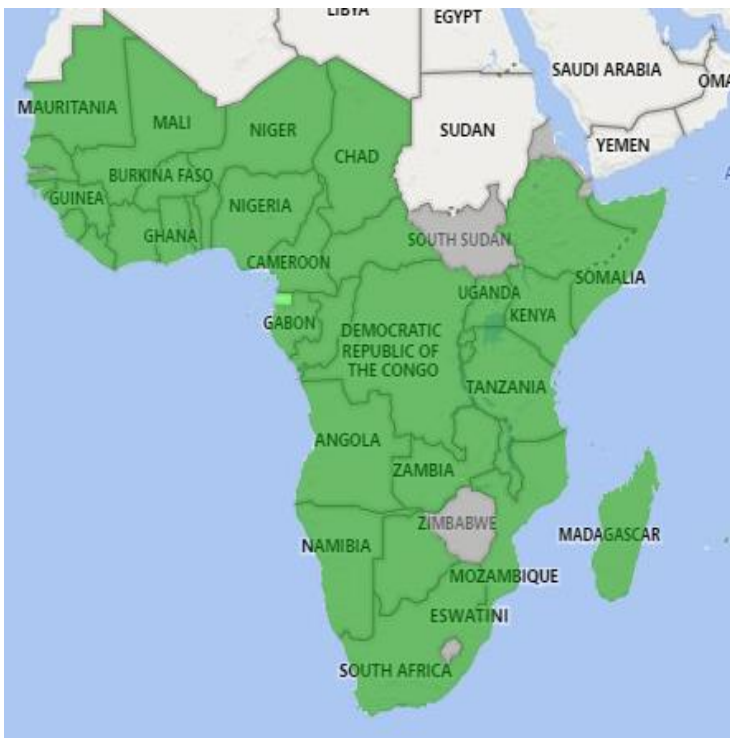 LIBYA
EGYPT
SAUDI ARABIA
MAURITANIA
MALI
NIGER
CHAD
SUDAN
YEMEN
BURKINA FASO
GUINEA
NIGERIA
GHANA
SOUTH SUDAN
CAMEROON
SOMALIA
UGANDA
KENYA
GABON
DEMOCRATIC
REPUBLIC OF
THE CONGO
TANZANIA
ANGOLA
ZAMBIA
ZIMBABWE
MADAGASCAR
NAMIBIA
MOZAMBIQUE
ESWATINI
SOUTH AFRICA